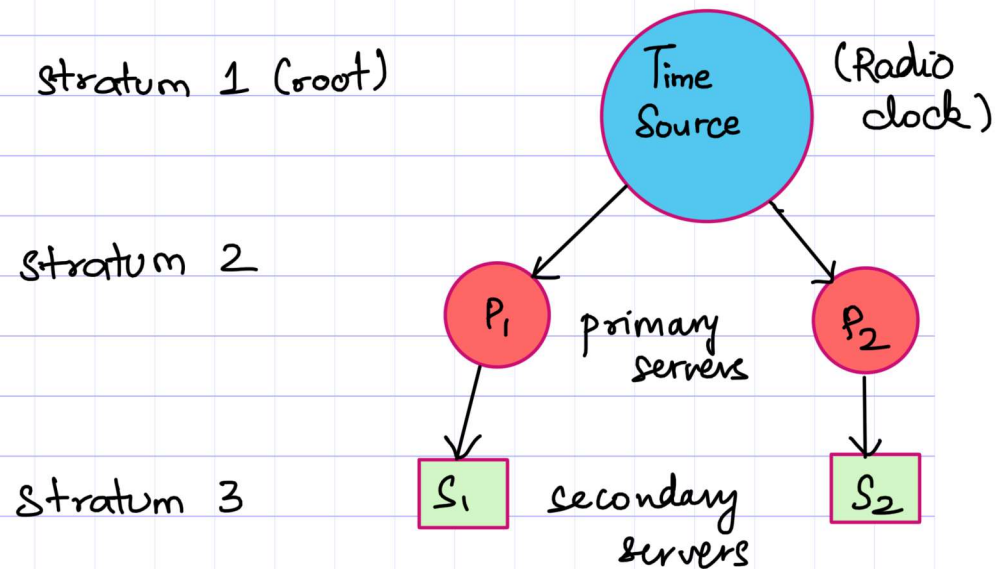 Stratum 1 (root)
Time
Source
(Radio
clock)
Stratum 2
P1
primary
servers
P2
Stratum 3
S1
secondary
servers
S2